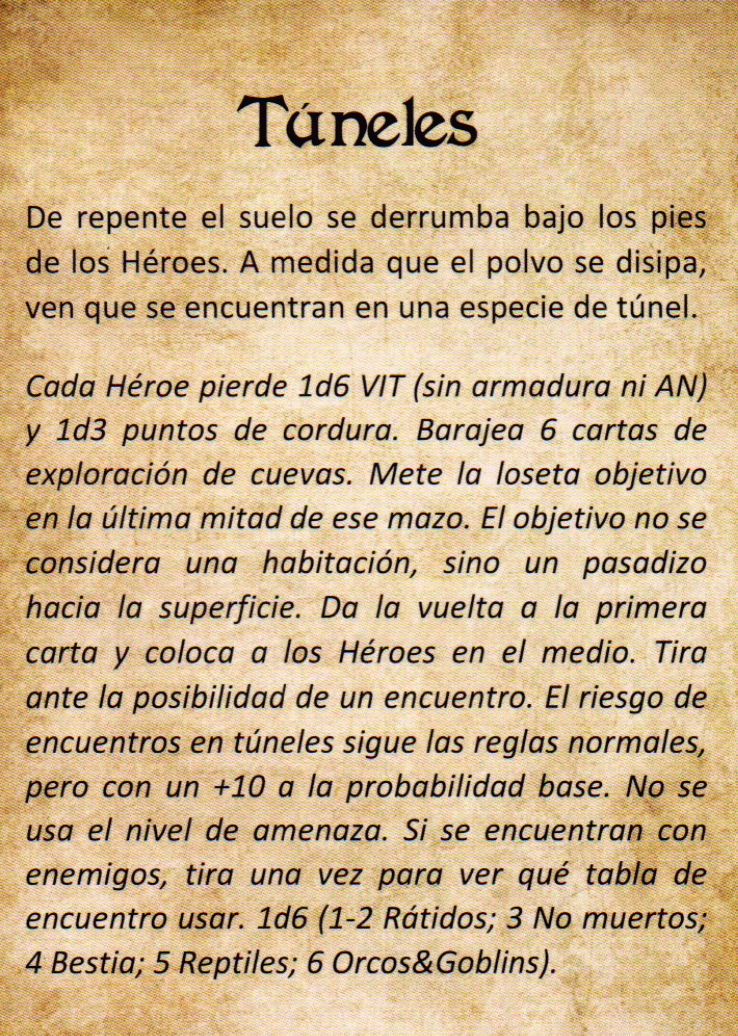 Túneles
De repente el suelo se derrumba bajo los pies
de los Héroes. A medida que el polvo se disipa,
ven que se encuentran en una especie de túnel.
Cada Héroe pierde 1d6 VIT (sin armadura ni AN)
y 1d3 puntos de cordura. Barajea 6 cartas de
exploración de cuevas. Mete la loseta objetivo
en la última mitad de ese mazo. El objetivo no se
considera una habitación, sino un pasadizo
hacia la superficie. Da la vuelta a la primera
carta y coloca a los Héroes en el medio. Tira
ante la posibilidad de un encuentro. El riesgo de
encuentros en túneles sigue las reglas normales,
pero con un +10 a la probabilidad base. No se
usa el nivel de amenaza. Si se encuentran con
enemigos, tira una vez para ver qué tabla de
encuentro usar. 1d6 (1-2 Rátidos; 3 No muertos;
4 Bestia; 5 Reptiles; 6 Orcos&Goblins).